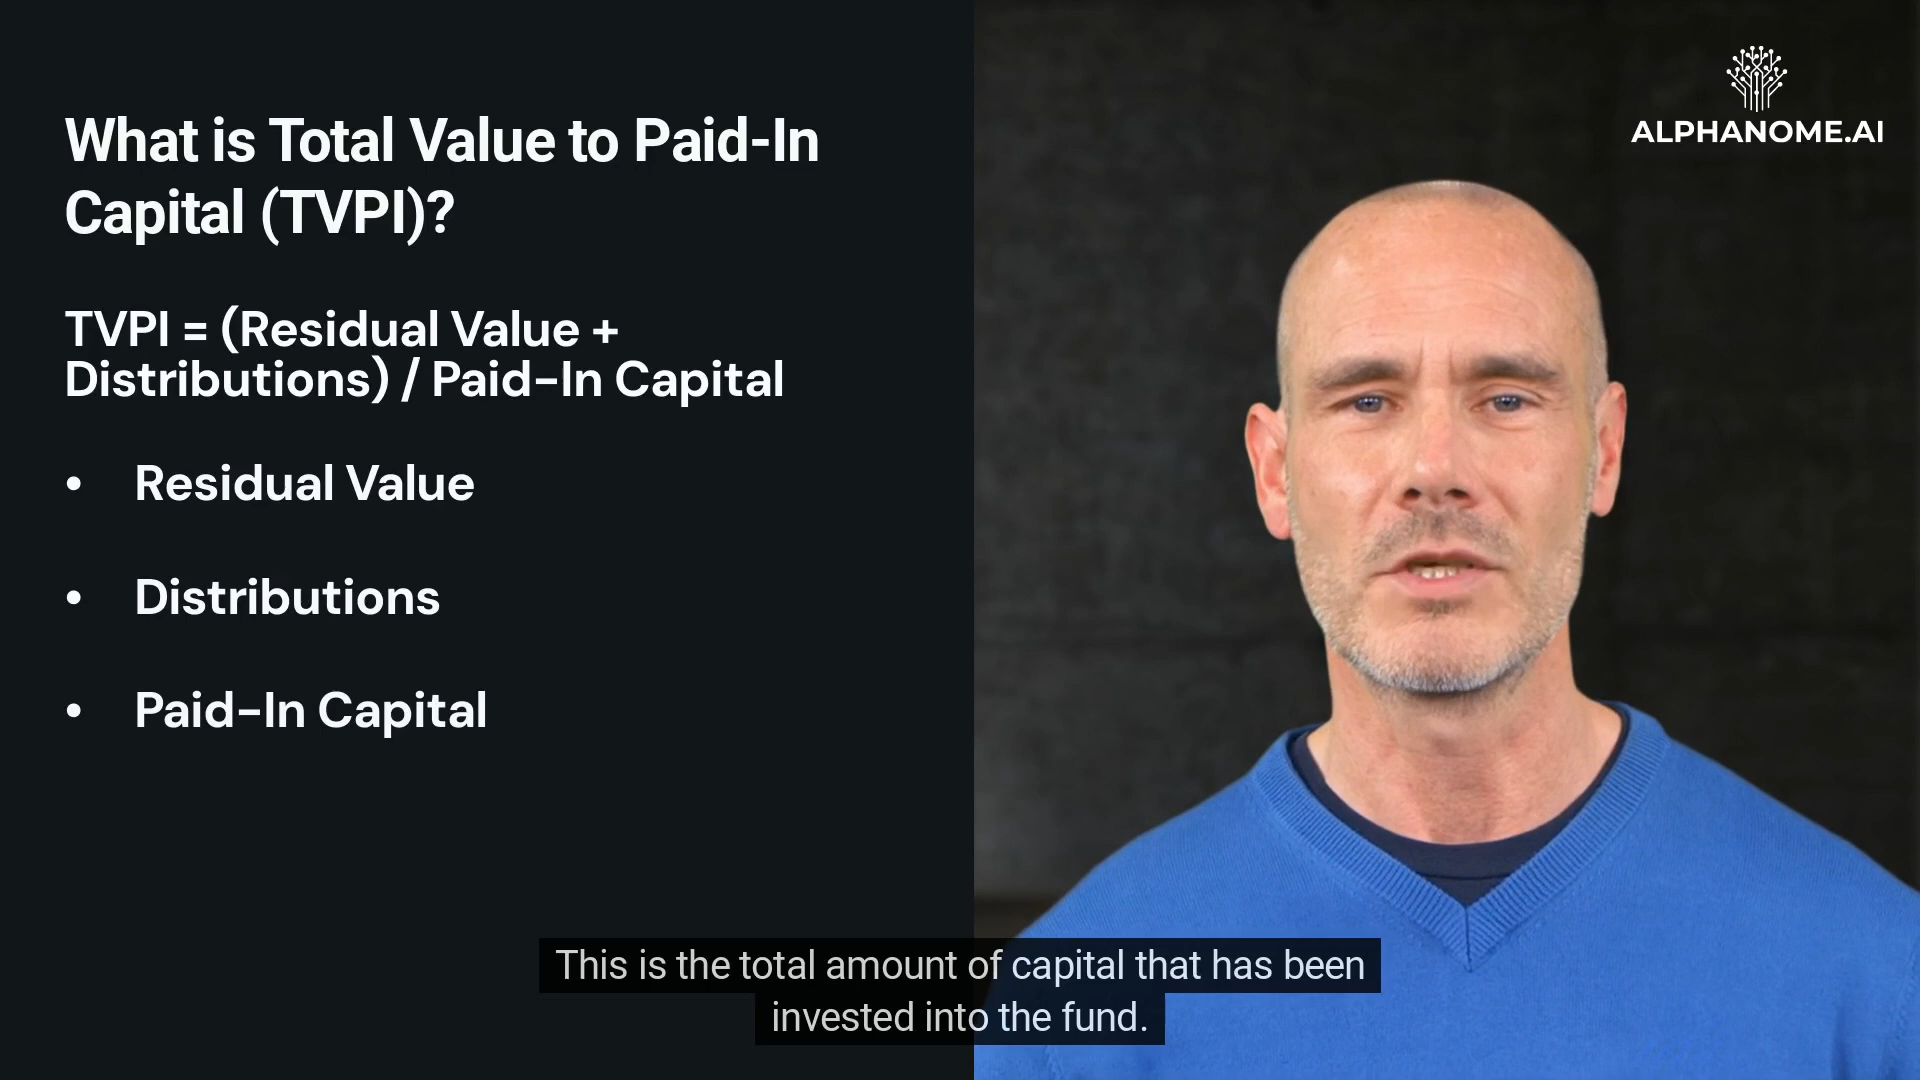 What is Total Value to Paid-In
Capital (TVPI)?
TVPI = (Residual Value +
Distributions) / Paid-In Capital
• Residual Value
• Distributions
• Paid-In Capital
ALPHANOME.AI
This is the total amount of capital that has been
invested into the fund.